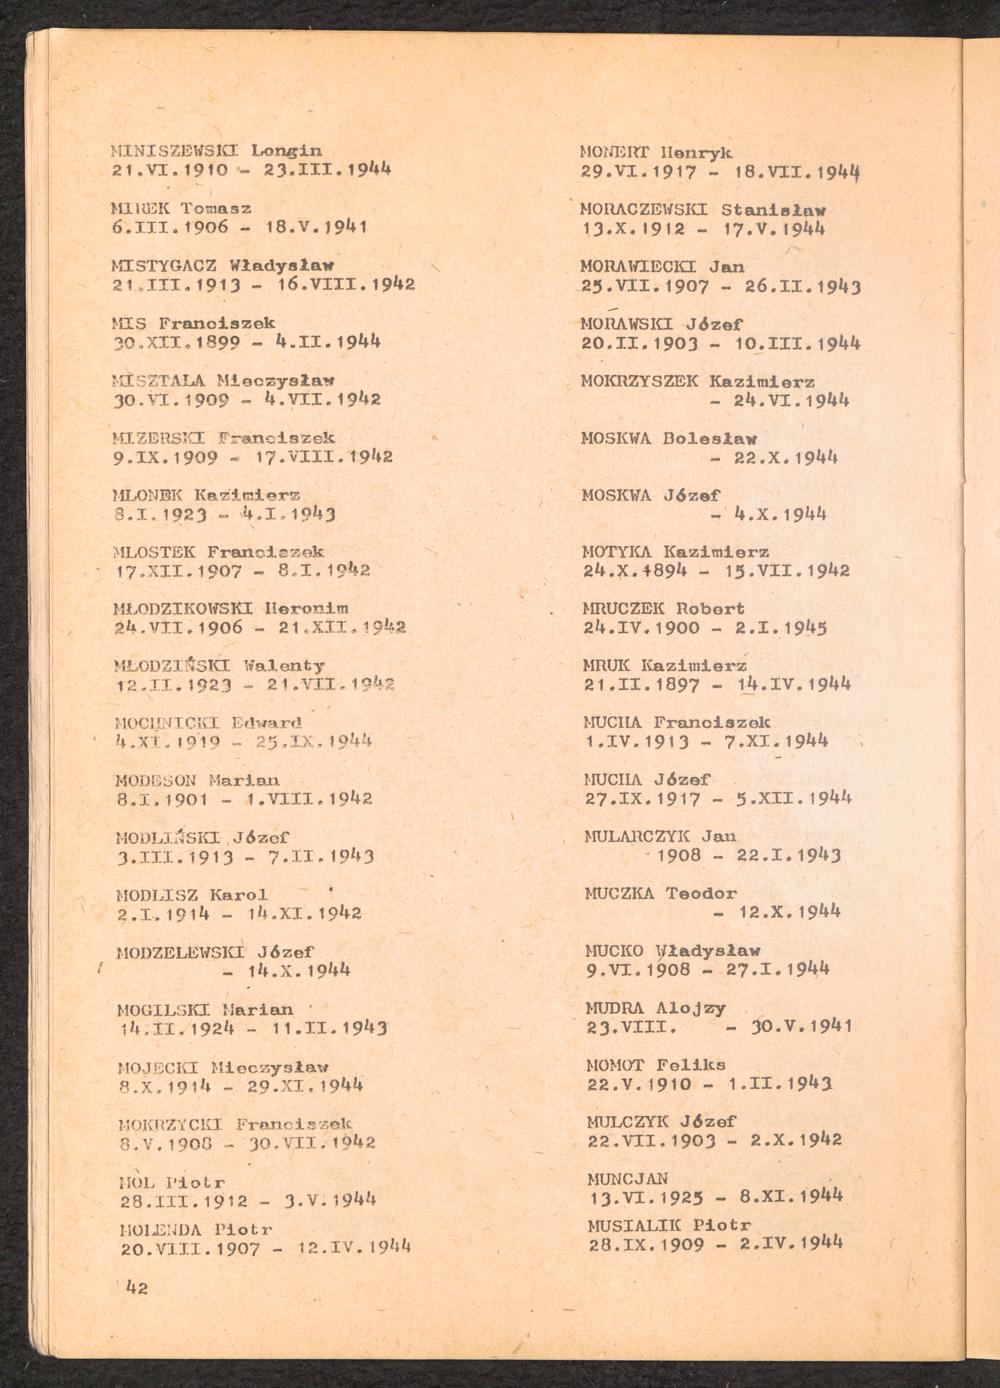 MINISZEWSKI Longin
21.VI.1910 - 23.III.1944
MIREK Tomasz
6.III.1906 - 18.V.1941
MISTYGACZ Władysław
21.III.1913 - 16.VIII.1942
MIS Franciszek
30.XII.1899 - 4.II.1944
MISZTALA Mieczysław
30.VI.1909 - 4.VII.1942
MIZERSKI Franciszek
9.IX.1909 - 17.VIII.1942
MLONEK Kazimierz
8.I.1923 - 4.I.1943
MLOSTEK Franciszek
17.XII.1907 - 8.I.1942
MŁODZIKOWSKI Heronim
24.VII.1906 - 21.XII.1942
MŁODZIŃSKI Walenty
12.II.1923 - 21.VII.1942
MOCHNICKI Edward
4.XI.1919 - 25.IX.1944
MODESON Marian
8.I.1901 - 1.VIII.1942
MODLIŃSKI Józef
3.III.1913 - 7.II.1943
MODLISZ Karol
2.I.1914 - 14.XI.1942
MODZELEWSKI Józef
- 14.X.1944
MOGILSKI Marian
14.II.1924 - 11.II.1943
MOJECKI Mieczysław
8.X.1914 - 29.XI.1944
MOKRZYCKI Franciszek
8.V.1908 - 30.VII.1942
MOL Piotr
28.III.1912 - 3.V.1944
MOLENDA Piotr
20.VIII.1907 - 12.IV.1944
42
MONERT Henryk
29.VI.1917 - 18.VII.1944
MORACZEWSKI Stanisław
13.X.1912 - 17.V.1944
MORAWIECKI Jan
25.VII.1907 - 26.II.1943
MORAWSKI Józef
20.II.1903 - 10.III.1944
MOKRZYSZEK Kazimierz
- 24.VI.1944
MOSKWA Bolesław
- 22.X.1944
MOSKWA Józef
- 4.X.1944
MOTYKA Kazimierz
24.X.1894 - 15.VII.1942
MRUCZEK Robert
24.IV.1900 - 2.I.1945
MRUK Kazimierz
21.II.1897 - 14.IV.1944
MUCHA Franciszek
1.IV.1913 - 7.XI.1944
MUCHA Józef
27.IX.1917 - 5.XII.1944
MULARCZYK Jan
1908 - 22.I.1943
MUCZKA Teodor
- 12.X.1944
MUCKO Władysław
9.VI.1908 - 27.I.1944
MUDRA Alojzy
23.VIII. - 30.V.1941
MOMOT Feliks
22.V.1910 - 1.II.1943
MULCZYK Józef
22.VII.1903 - 2.X.1942
MUNCJAN
13.VI.1925 - 8.XI.1944
MUSIALIK Piotr
28.IX.1909 - 2.IV.1944